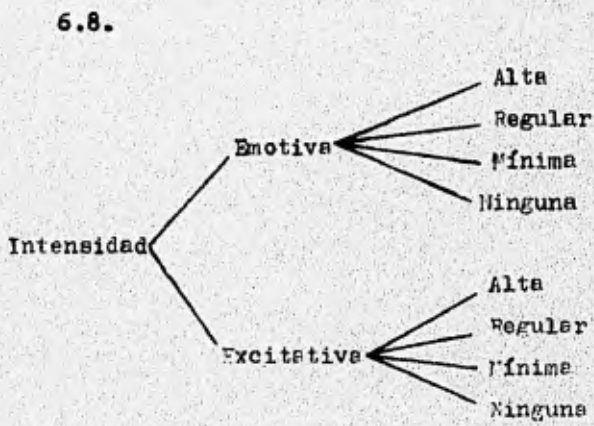 6.8.
Alta
Regular
Emotiva
Mínima
Ninguna
Intensidad
Alta
Regular
Excitativa
Mínima
Ninguna